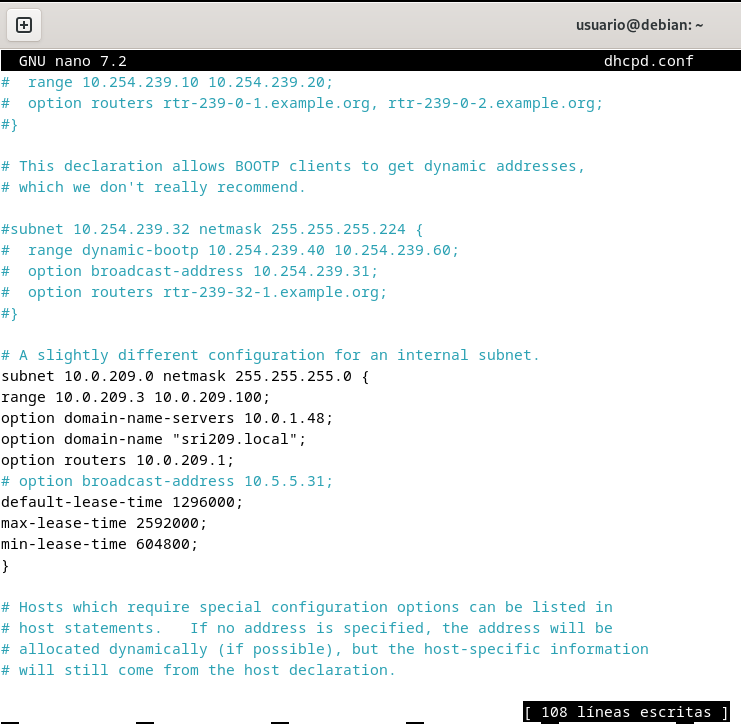 usuario@debian: ~
GNU nano 7.2 dhcpd.conf
#  range 10.254.239.10 10.254.239.20;
#  option routers rtr-239-0-1.example.org, rtr-239-0-2.example.org;
#}

# This declaration allows BOOTP clients to get dynamic addresses,
# which we don't really recommend.

#subnet 10.254.239.32 netmask 255.255.255.224 {
#  range dynamic-bootp 10.254.239.40 10.254.239.60;
#  option broadcast-address 10.254.239.31;
#  option routers rtr-239-32-1.example.org;
#}

# A slightly different configuration for an internal subnet.
subnet 10.0.209.0 netmask 255.255.255.0 {
range 10.0.209.3 10.0.209.100;
option domain-name-servers 10.0.1.48;
option domain-name "sri209.local";
option routers 10.0.209.1;
# option broadcast-address 10.5.5.31;
default-lease-time 1296000;
max-lease-time 2592000;
min-lease-time 604800;
}

# Hosts which require special configuration options can be listed in
# host statements.   If no address is specified, the address will be
# allocated dynamically (if possible), but the host-specific information
# will still come from the host declaration.

[ 108 líneas escritas ]